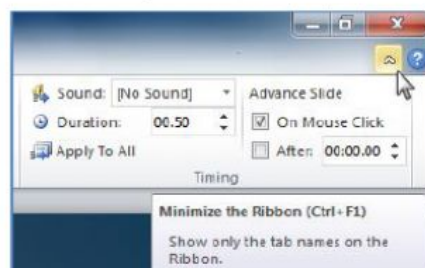 Sound: [No Sound] Advance Slide
Duration: 00.50 On Mouse Click
Apply To All After: 00:00.00
Timing
Minimize the Ribbon (Ctrl+F1)
Show only the tab names on the
Ribbon.